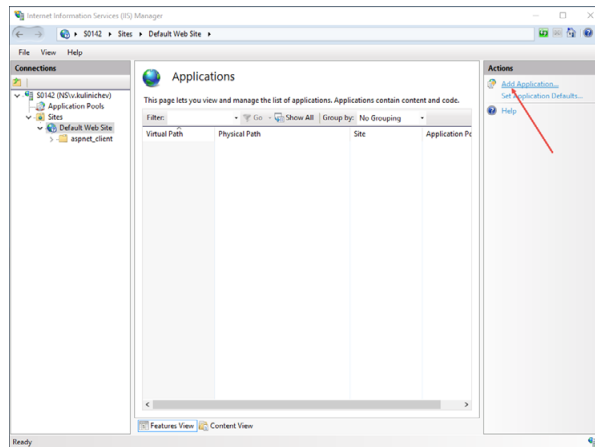 Internet Information Services (IIS) Manager
S0142 Sites Default Web Site
File View Help
Connections
S0142 (NS\v.kulinichev)
Application Pools
Sites
Default Web Site
aspnet_client
Applications
This page lets you view and manage the list of applications. Applications contain content and code.
Filter: Go Show All Group by: No Grouping
Virtual Path Physical Path Site Application Po
Features View Content View
Actions
Add Application...
Set Application Defaults...
Help
Ready